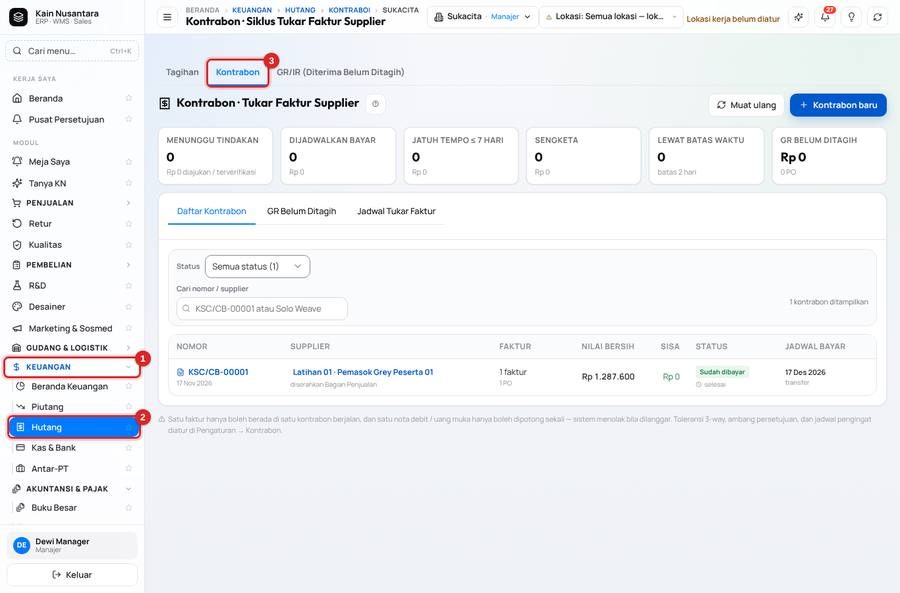 Kain Nusantara
ERP · WMS · Sales
Cari menu...
Ctrl+K
KERJA SAYA
Beranda
Pusat Persetujuan
MODUL
Meja Saya
Tanya KN
PENJUALAN
Retur
Kualitas
PEMBELIAN
R&D
Desainer
Marketing & Sosmed
GUDANG & LOGISTIK
KEUANGAN
1
Beranda Keuangan
Piutang
2
Hutang
Kas & Bank
Antar-PT
AKUNTANSI & PAJAK
Buku Besar
DE
Dewi Manager
Manajer
Keluar
BERANDA › KEUANGAN › HUTANG › KONTRABOI › SUKACITA
Kontrabon · Siklus Tukar Faktur Supplier
Sukacita · Manajer
Lokasi: Semua lokasi — lok...
Lokasi kerja belum diatur
27
Tagihan
Kontrabon
3
GR/IR (Diterima Belum Ditagih)
Kontrabon · Tukar Faktur Supplier
Muat ulang
+ Kontrabon baru
MENUNGGU TINDAKAN
0
Rp 0 diajukan / terverifikasi
DIJADWALKAN BAYAR
0
Rp 0
JATUH TEMPO ≤ 7 HARI
0
Rp 0
SENGKETA
0
Rp 0
LEWAT BATAS WAKTU
0
batas 2 hari
GR BELUM DITAGIH
Rp 0
0 PO
Daftar Kontrabon
GR Belum Ditagih
Jadwal Tukar Faktur
Status
Semua status (1)
Cari nomor / supplier
KSC/CB-00001 atau Solo Weave
1 kontrabon ditampilkan
NOMOR SUPPLIER FAKTUR NILAI BERSIH SISA STATUS JADWAL BAYAR
KSC/CB-00001 Latihan 01 · Pemasok Grey Peserta 01 1 faktur Rp 1.287.600 Rp 0 Sudah dibayar 17 Des 2026
17 Nov 2026 diserahkan Bagian Penjualan 1 PO selesai transfer
Satu faktur hanya boleh berada di satu kontrabon berjalan, dan satu nota debit / uang muka hanya boleh dipotong sekali — sistem menolak bila dilanggar. Toleransi 3-way, ambang persetujuan, dan jadwal pengingat
diatur di Pengaturan → Kontrabon.